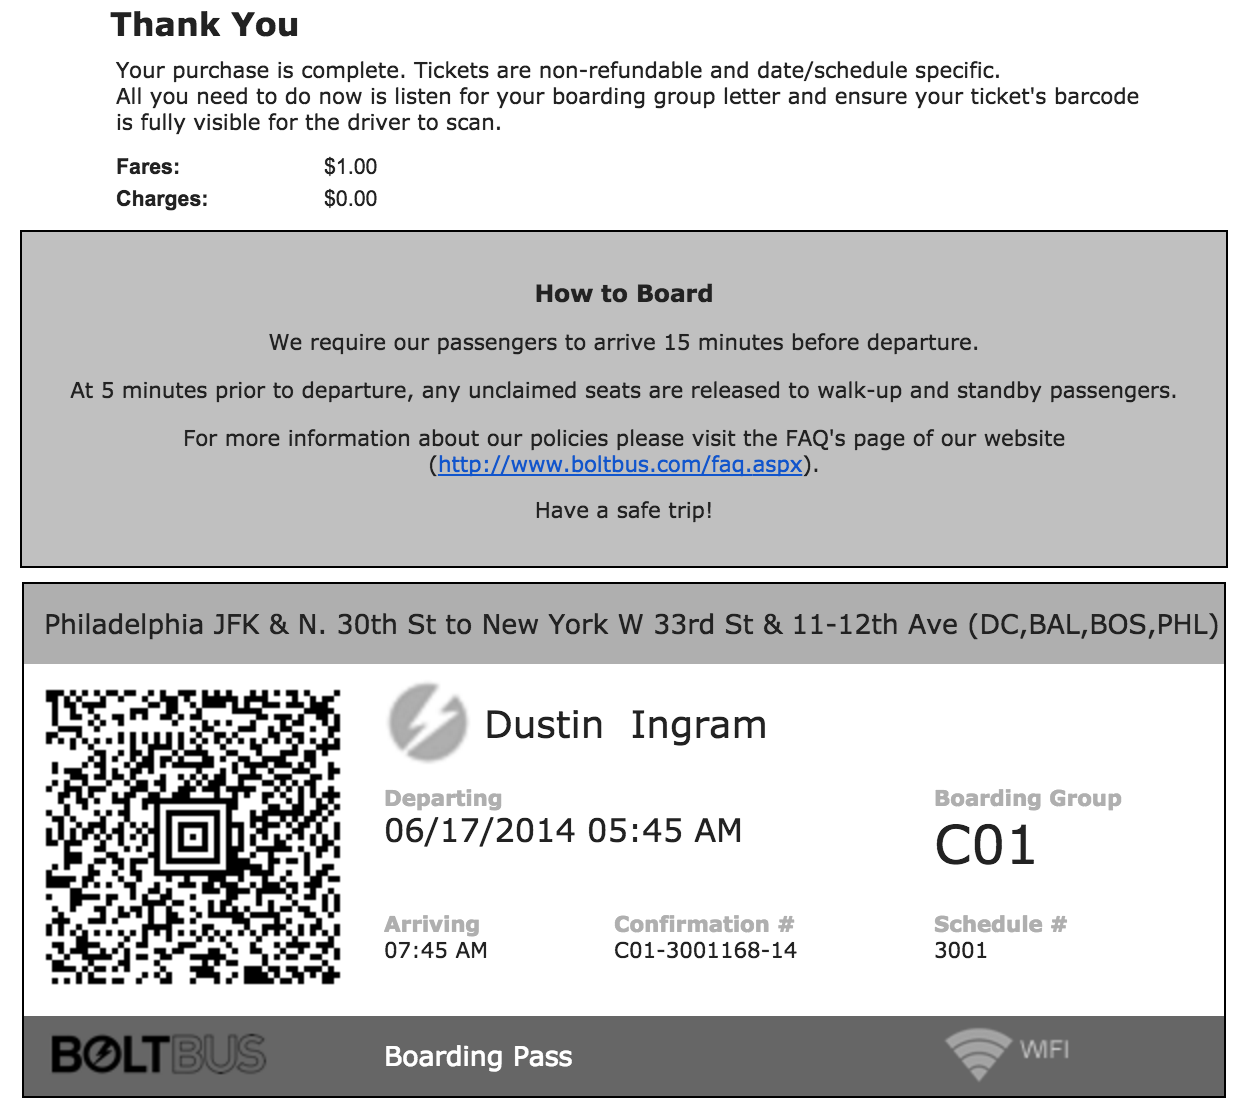 Thank You
Your purchase is complete. Tickets are non-refundable and date/schedule specific.
All you need to do now is listen for your boarding group letter and ensure your ticket's barcode
is fully visible for the driver to scan.
Fares: $1.00
Charges: $0.00
How to Board
We require our passengers to arrive 15 minutes before departure.
At 5 minutes prior to departure, any unclaimed seats are released to walk-up and standby passengers.
For more information about our policies please visit the FAQ's page of our website
(http://www.boltbus.com/faq.aspx).
Have a safe trip!
Philadelphia JFK & N. 30th St to New York W 33rd St & 11-12th Ave (DC,BAL,BOS,PHL)
Dustin Ingram
Departing
06/17/2014 05:45 AM
Boarding Group
C01
Arriving
07:45 AM
Confirmation #
C01-3001168-14
Schedule #
3001
BOLTBUS
Boarding Pass
WIFI